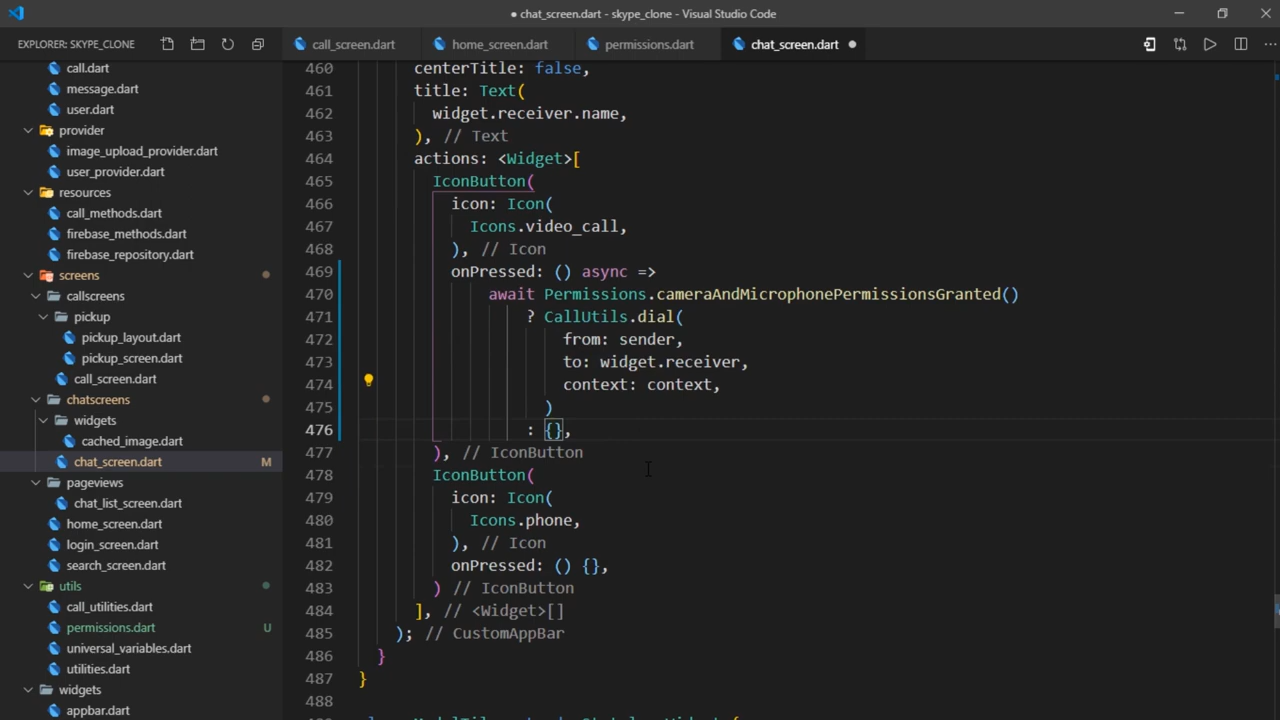 ● chat_screen.dart - skype_clone - Visual Studio Code
EXPLORER: SKYPE_CLONE
call_screen.dart
home_screen.dart
permissions.dart
chat_screen.dart ●
call.dart
message.dart
user.dart
provider
image_upload_provider.dart
user_provider.dart
resources
call_methods.dart
firebase_methods.dart
firebase_repository.dart
screens
callscreens
pickup
pickup_layout.dart
pickup_screen.dart
call_screen.dart
chatscreens
widgets
cached_image.dart
chat_screen.dart M
pageviews
chat_list_screen.dart
home_screen.dart
login_screen.dart
search_screen.dart
utils
call_utilities.dart
permissions.dart U
universal_variables.dart
utilities.dart
widgets
appbar.dart
460 centerTitle: false,
461 title: Text(
462 widget.receiver.name,
463 ), // Text
464 actions: <Widget>[
465 IconButton(
466 icon: Icon(
467 Icons.video_call,
468 ), // Icon
469 onPressed: () async =>
470 await Permissions.cameraAndMicrophonePermissionsGranted()
471 ? CallUtils.dial(
472 from: sender,
473 to: widget.receiver,
474 context: context,
475 )
476 : {},
477 ), // IconButton
478 IconButton(
479 icon: Icon(
480 Icons.phone,
481 ), // Icon
482 onPressed: () {},
483 ) // IconButton
484 ], // <Widget>[]
485 ); // CustomAppBar
486 }
487 }
488